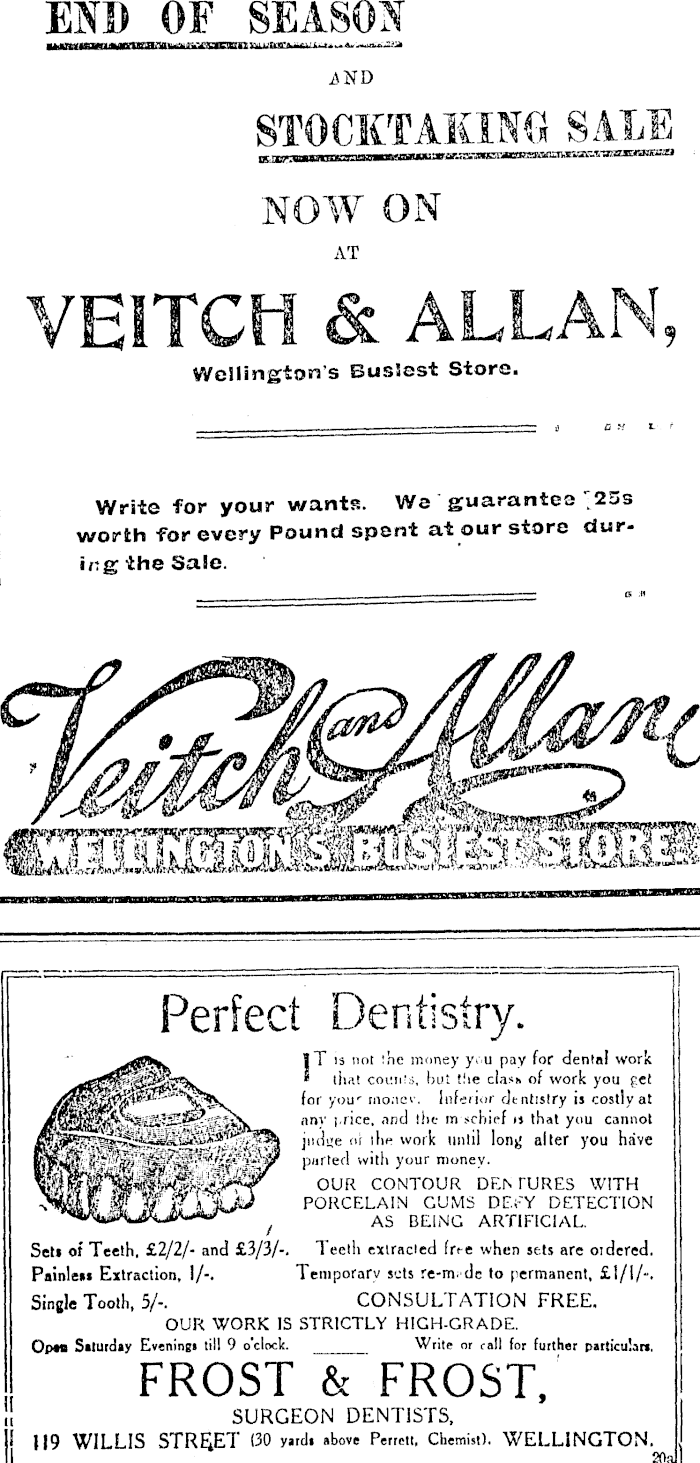 END OF SEASON
AND
STOCKTAKING SALE
NOW ON
AT
VEITCH & ALLAN,
Wellington's Busiest Store.
Write for your wants. We guarantee 25s
worth for every Pound spent at our store dur-
ing the Sale.
Veitch and Allan
WELLINGTON'S BUSIEST STORE.
Perfect Dentistry.
IT is not the money you pay for dental work
that counts, but the class of work you get
for your money. Inferior dentistry is costly at
any price, and the mischief is that you cannot
judge of the work until long after you have
parted with your money.
OUR CONTOUR DENTURES WITH
PORCELAIN GUMS DEFY DETECTION
AS BEING ARTIFICIAL.
Sets of Teeth, £2/2/- and £3/3/-. Teeth extracted free when sets are ordered.
Painless Extraction, 1/-. Temporary sets re-made to permanent, £1/1/-.
Single Tooth, 5/-. CONSULTATION FREE.
OUR WORK IS STRICTLY HIGH-GRADE.
Open Saturday Evenings till 9 o'clock. Write or call for further particulars.
FROST & FROST,
SURGEON DENTISTS,
119 WILLIS STREET (30 yards above Perrett, Chemist). WELLINGTON.
20a